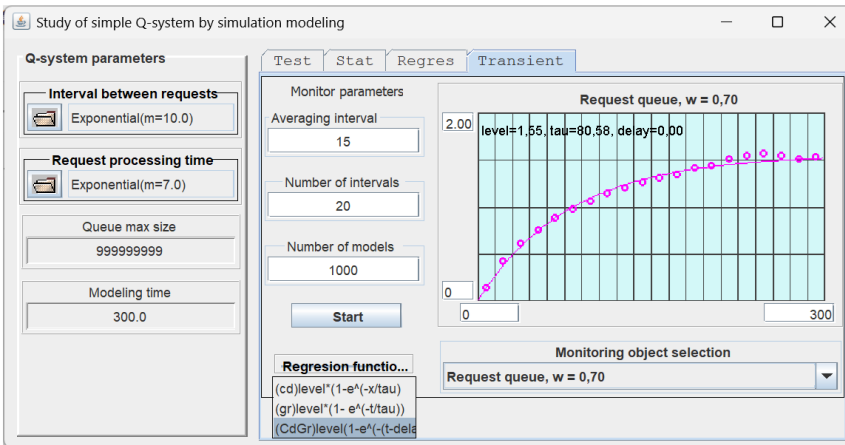 Study of simple Q-system by simulation modeling
Q-system parameters
Interval between requests
Exponential(m=10.0)
Request processing time
Exponential(m=7.0)
Queue max size
999999999
Modeling time
300.0
Test Stat Regres Transient
Monitor parameters
Averaging interval
15
Number of intervals
20
Number of models
1000
Start
Regresion functio...
(cd)level*(1-e^(-x/tau)
(gr)level*(1- e^(-t/tau))
(CdGr)level(1-e^(-(t-dela
Request queue, w = 0,70
2.00
level=1,55, tau=80,58, delay=0,00
0
0
300
Monitoring object selection
Request queue, w = 0,70